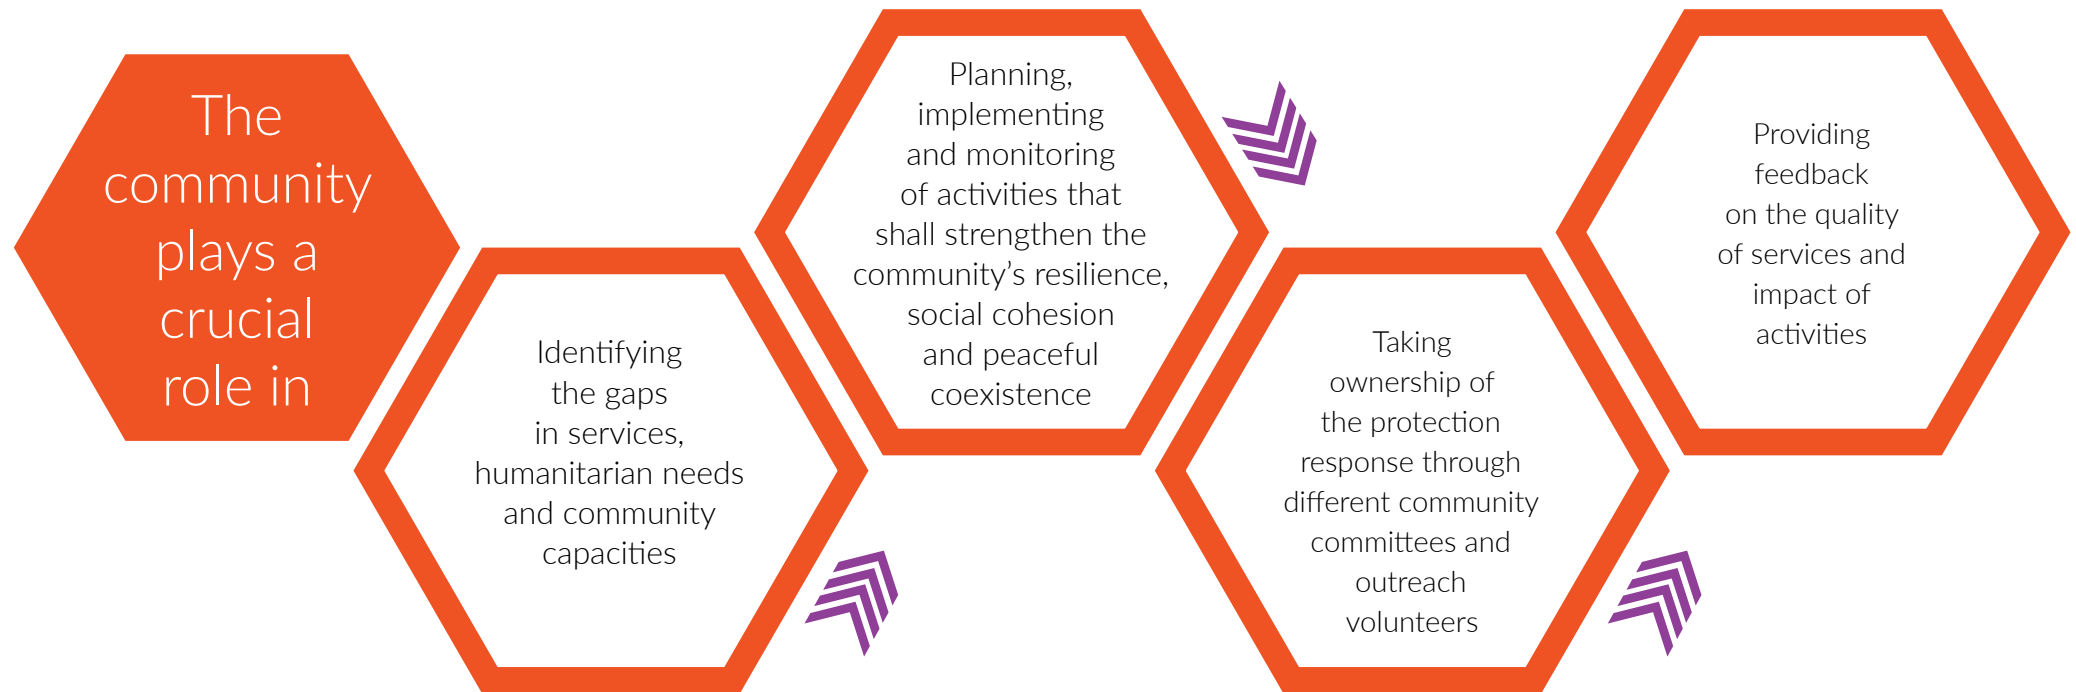 The
community
plays a
crucial
role in
Identifying
the gaps
in services,
humanitarian needs
and community
capacities
Planning,
implementing
and monitoring
of activities that
shall strengthen the
community’s resilience,
social cohesion
and peaceful
coexistence
Taking
ownership of
the protection
response through
different community
committees and
outreach
volunteers
Providing
feedback
on the quality
of services and
impact of
activities